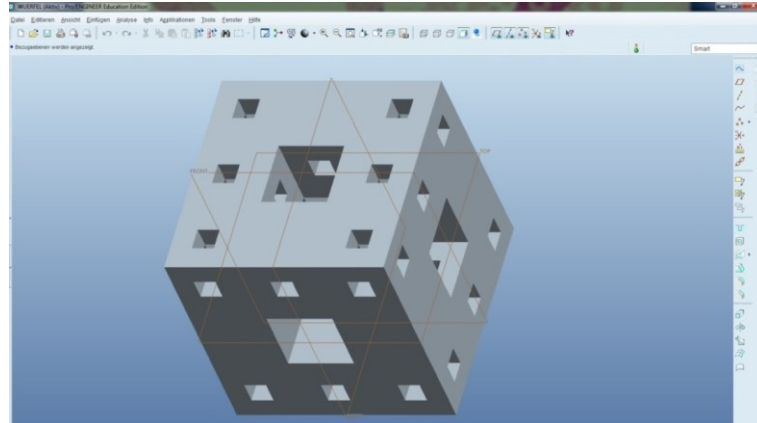 WUERFEL (Aktiv) - Pro/ENGINEER Education Edition
Datei Editieren Ansicht Einfügen Analyse Info Applikationen Tools Fenster Hilfe
• Bezugsebenen werden angezeigt.
Smart
TOP
FRONT